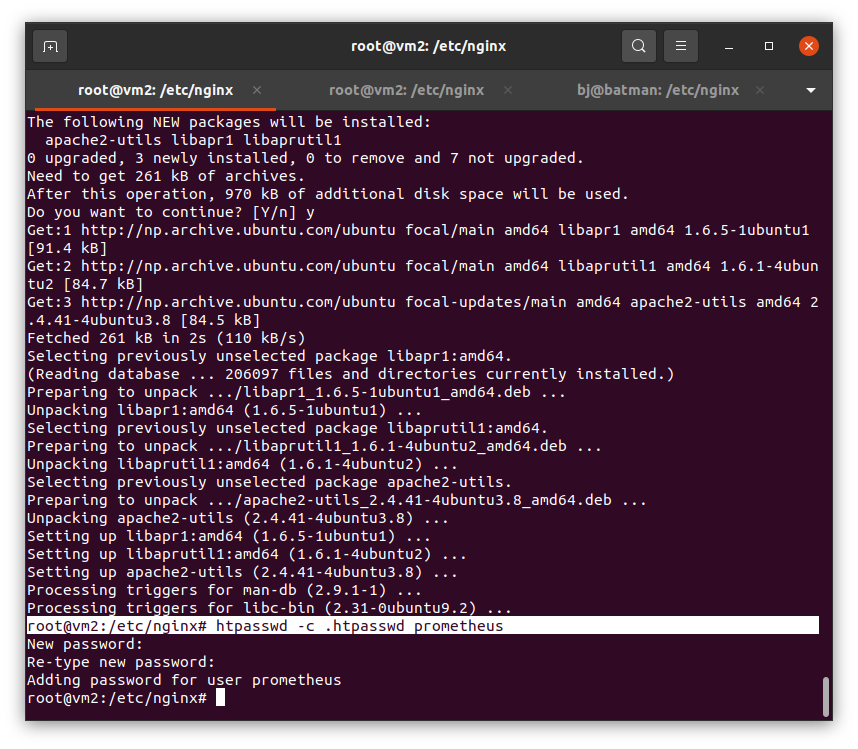 root@vm2: /etc/nginx
root@vm2: /etc/nginx
root@vm2: /etc/nginx
bj@batman: /etc/nginx
The following NEW packages will be installed:
  apache2-utils libapr1 libaprutil1
0 upgraded, 3 newly installed, 0 to remove and 7 not upgraded.
Need to get 261 kB of archives.
After this operation, 970 kB of additional disk space will be used.
Do you want to continue? [Y/n] y
Get:1 http://np.archive.ubuntu.com/ubuntu focal/main amd64 libapr1 amd64 1.6.5-1ubuntu1
[91.4 kB]
Get:2 http://np.archive.ubuntu.com/ubuntu focal/main amd64 libaprutil1 amd64 1.6.1-4ubun
tu2 [84.7 kB]
Get:3 http://np.archive.ubuntu.com/ubuntu focal-updates/main amd64 apache2-utils amd64 2
.4.41-4ubuntu3.8 [84.5 kB]
Fetched 261 kB in 2s (110 kB/s)
Selecting previously unselected package libapr1:amd64.
(Reading database ... 206097 files and directories currently installed.)
Preparing to unpack .../libapr1_1.6.5-1ubuntu1_amd64.deb ...
Unpacking libapr1:amd64 (1.6.5-1ubuntu1) ...
Selecting previously unselected package libaprutil1:amd64.
Preparing to unpack .../libaprutil1_1.6.1-4ubuntu2_amd64.deb ...
Unpacking libaprutil1:amd64 (1.6.1-4ubuntu2) ...
Selecting previously unselected package apache2-utils.
Preparing to unpack .../apache2-utils_2.4.41-4ubuntu3.8_amd64.deb ...
Unpacking apache2-utils (2.4.41-4ubuntu3.8) ...
Setting up libapr1:amd64 (1.6.5-1ubuntu1) ...
Setting up libaprutil1:amd64 (1.6.1-4ubuntu2) ...
Setting up apache2-utils (2.4.41-4ubuntu3.8) ...
Processing triggers for man-db (2.9.1-1) ...
Processing triggers for libc-bin (2.31-0ubuntu9.2) ...
root@vm2:/etc/nginx# htpasswd -c .htpasswd prometheus
New password:
Re-type new password:
Adding password for user prometheus
root@vm2:/etc/nginx#